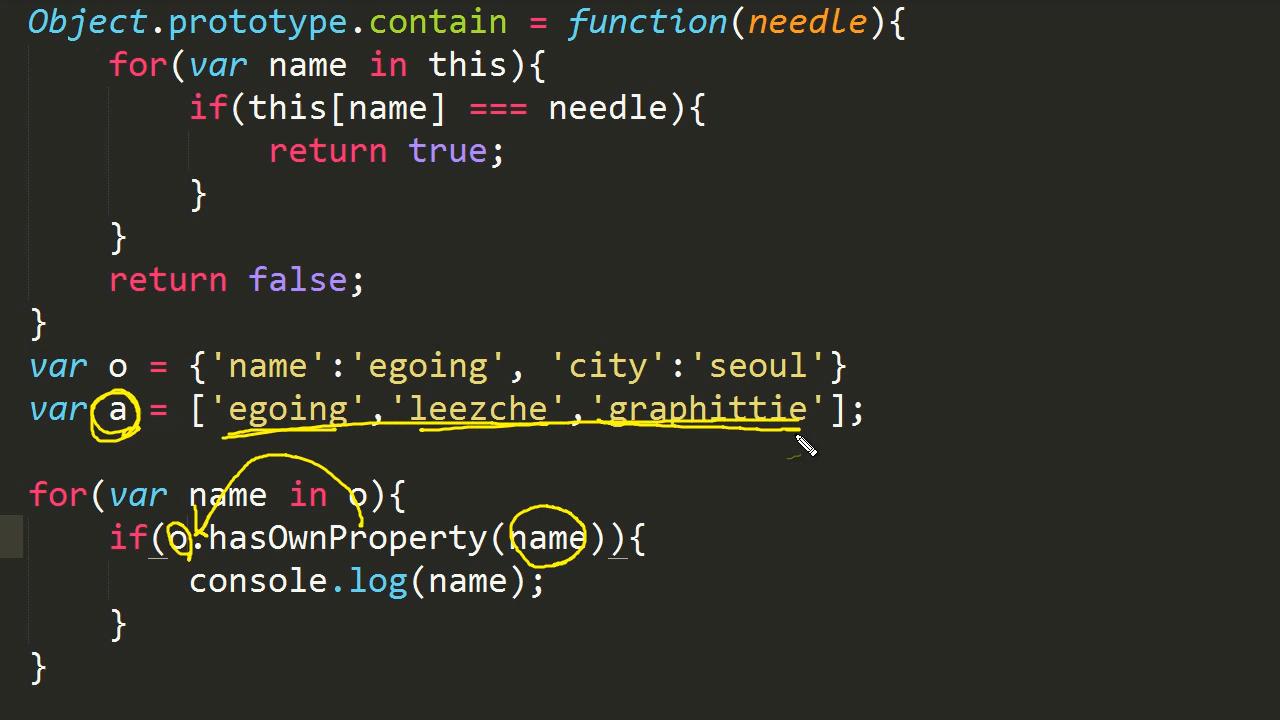 Object.prototype.contain = function(needle){
    for(var name in this){
        if(this[name] === needle){
            return true;
        }
    }
    return false;
}
var o = {'name':'egoing', 'city':'seoul'}
var a = ['egoing','leezche','graphittie'];

for(var name in o){
    if(o.hasOwnProperty(name)){
        console.log(name);
    }
}